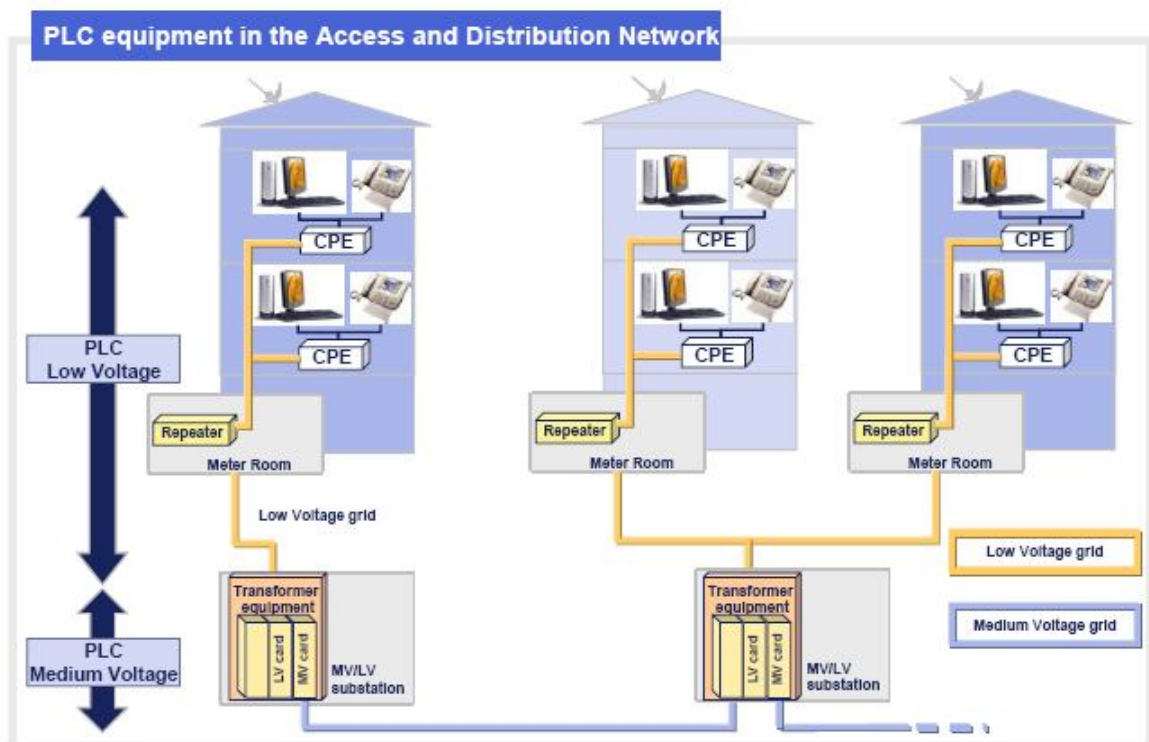 PLC equipment in the Access and Distribution Network
CPE
CPE
CPE
CPE
CPE
CPE
PLC
Low Voltage
Repeater
Meter Room
Repeater
Meter Room
Repeater
Meter Room
Low Voltage grid
Low Voltage grid
Transformer
equipment
LV card
MV card
MV/LV
substation
Transformer
equipment
LV card
MV card
MV/LV
substation
Medium Voltage grid
PLC
Medium Voltage